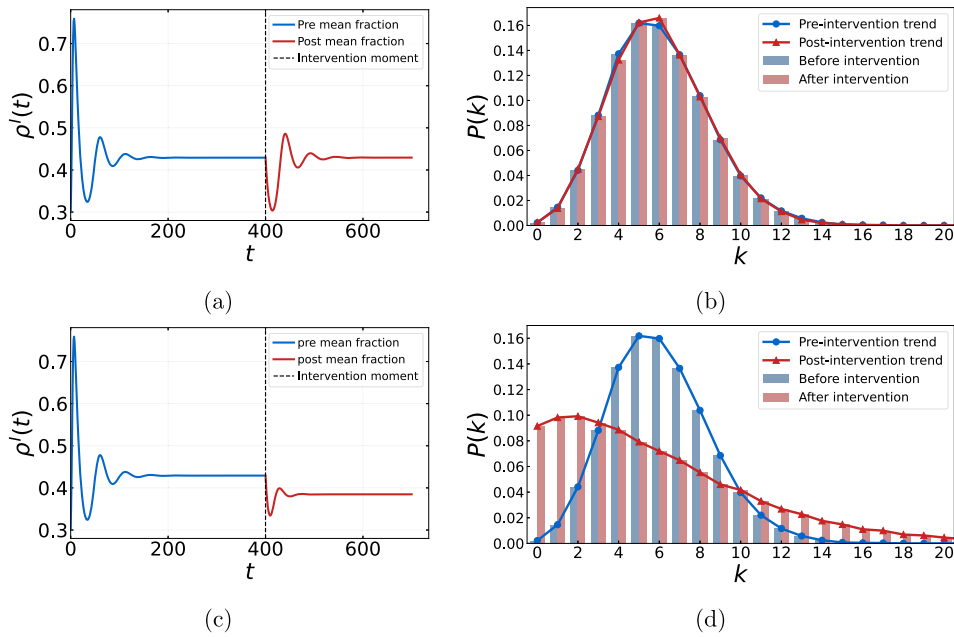 0.7
0.6
0.5
0.4
0.3
ρ^I(t)
0 200 400 600
t
Pre mean fraction
Post mean fraction
Intervention moment
(a)
0.16
0.14
0.12
0.10
0.08
0.06
0.04
0.02
0.00
P(k)
0 2 4 6 8 10 12 14 16 18 20
k
Pre-intervention trend
Post-intervention trend
Before intervention
After intervention
(b)
0.7
0.6
0.5
0.4
0.3
ρ^I(t)
0 200 400 600
t
pre mean fraction
post mean fraction
Intervention moment
(c)
0.16
0.14
0.12
0.10
0.08
0.06
0.04
0.02
0.00
P(k)
0 2 4 6 8 10 12 14 16 18 20
k
Pre-intervention trend
Post-intervention trend
Before intervention
After intervention
(d)